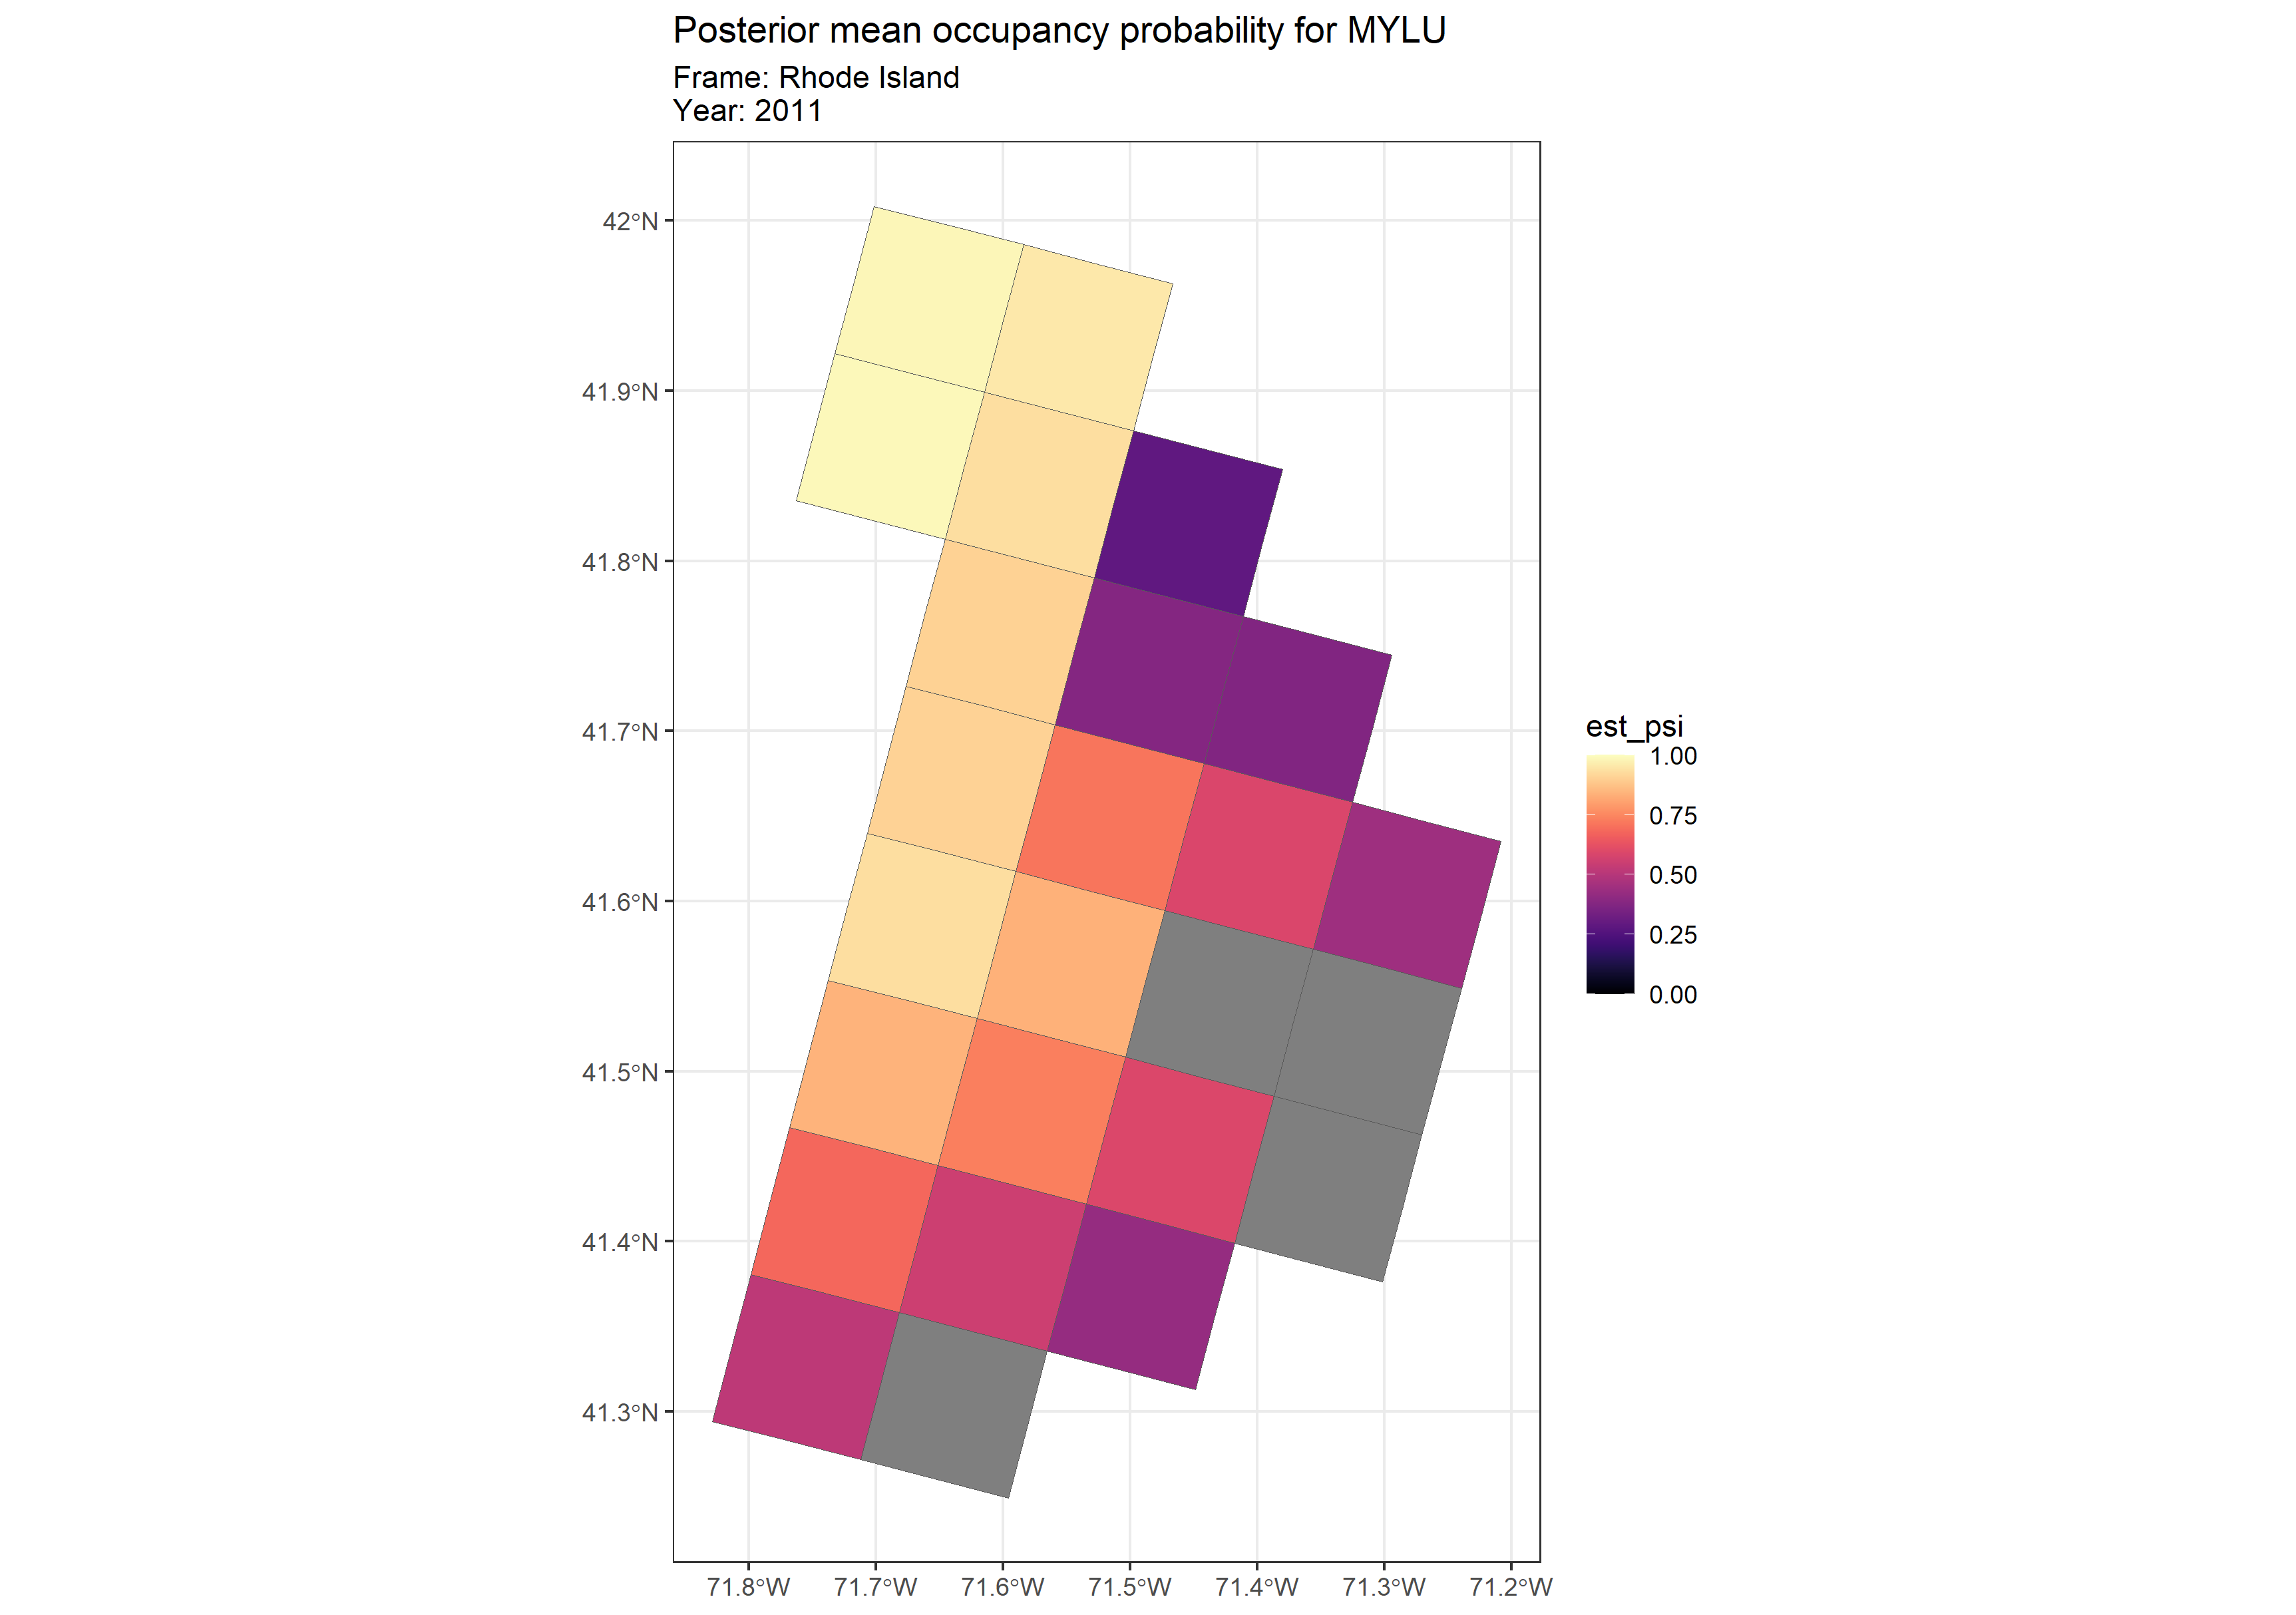 Posterior mean occupancy probability for MYLU
Frame: Rhode Island
Year: 2011
42°N
41.9°N
41.8°N
41.7°N
41.6°N
41.5°N
41.4°N
41.3°N
71.8°W 71.7°W 71.6°W 71.5°W 71.4°W 71.3°W 71.2°W
est_psi
1.00
0.75
0.50
0.25
0.00